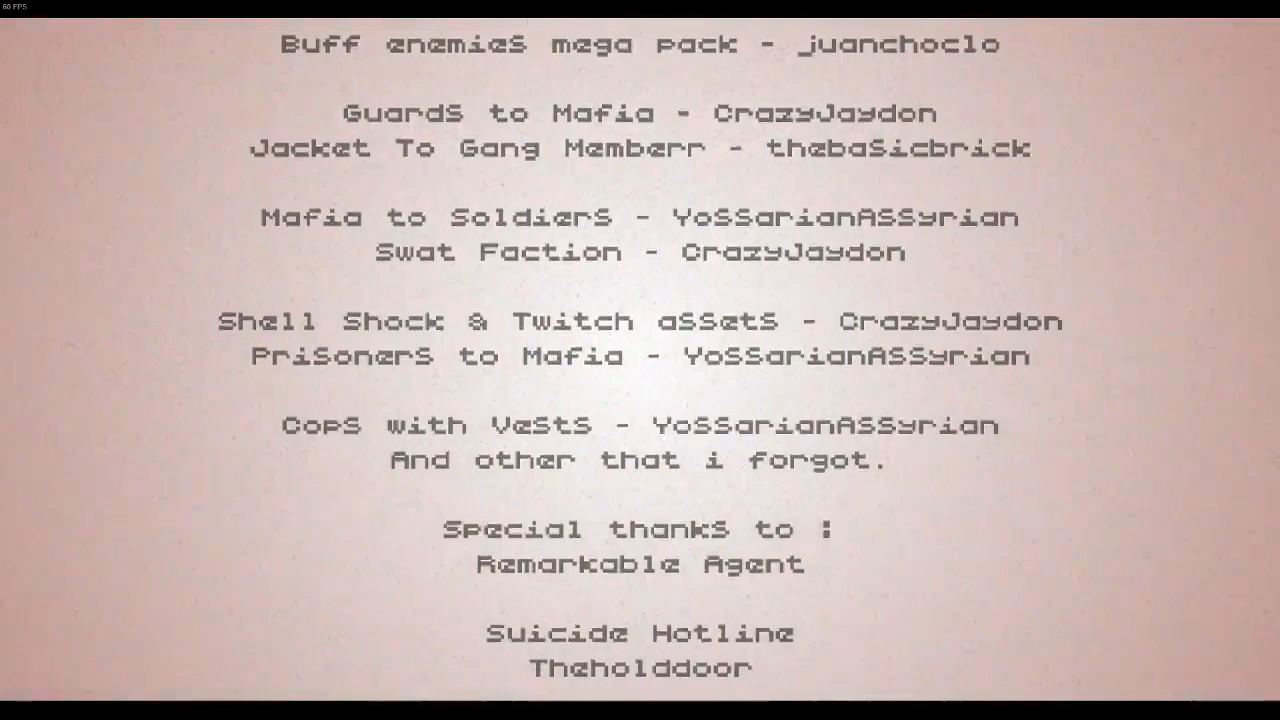 60 FPS
Buff enemieS mega pack - juanchoclo
GuardS to Mafia - CrazyJaydon
Jacket To Gang Memberr - thebaSicbrick
Mafia to SoldierS - YoSSarianASSyrian
Swat Faction - CrazyJaydon
Shell Shock & Twitch aSSetS - CrazyJaydon
PriSonerS to Mafia - YoSSarianASSyrian
CopS with VeStS - YoSSarianASSyrian
And other that i forgot.
Special thankS to :
Remarkable Agent
Suicide Hotline
Theholddoor